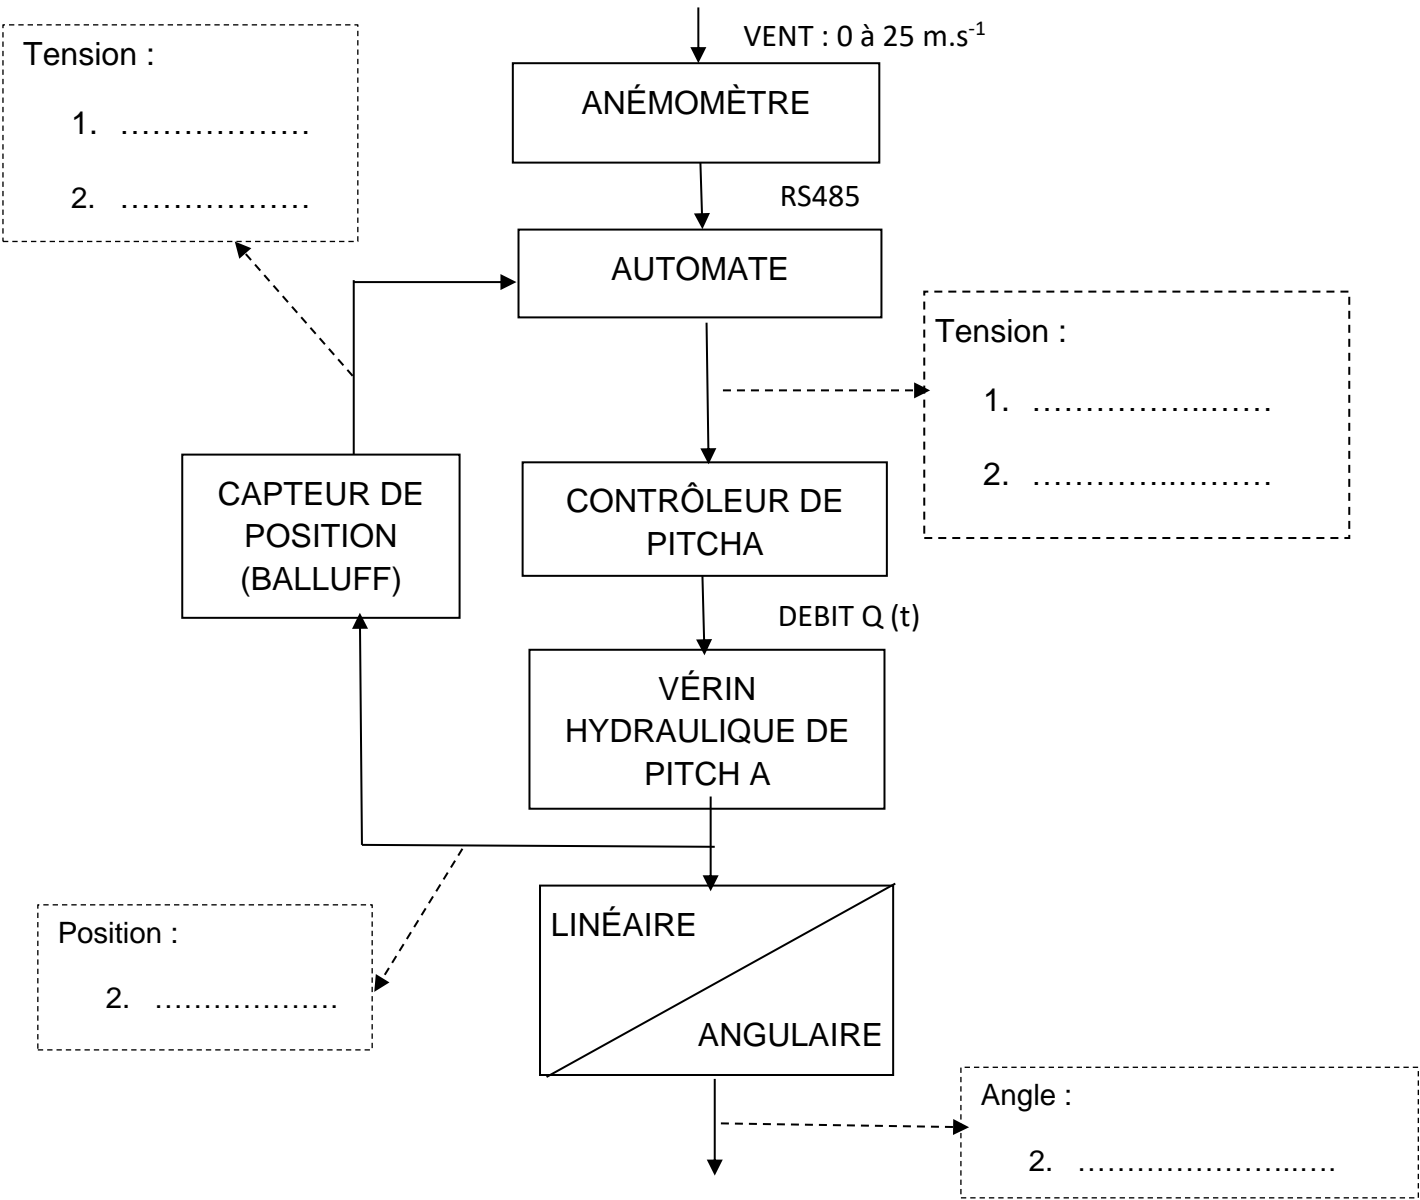 VENT : 0 à 25 m.s-1
Tension :
1. ………………
2. ………………
ANÉMOMÈTRE
RS485
AUTOMATE
Tension :
1. ……………..……
2. …………..………
CAPTEUR DE
POSITION
(BALLUFF)
CONTRÔLEUR DE
PITCHA
DEBIT Q (t)
VÉRIN
HYDRAULIQUE DE
PITCH A
Position :
2. ……………….
LINÉAIRE
ANGULAIRE
Angle :
2. …………………..….